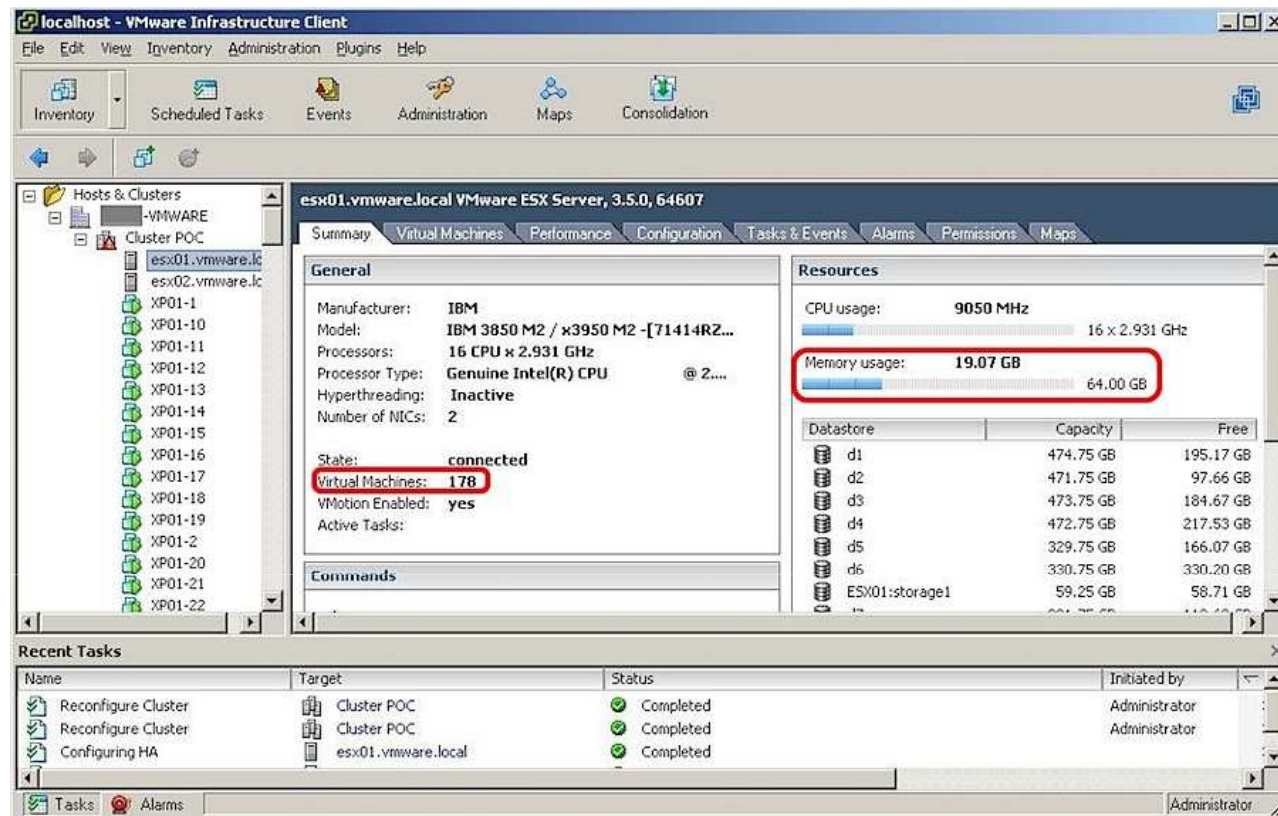 localhost - VMware Infrastructure Client
File Edit View Inventory Administration Plugins Help
Inventory Scheduled Tasks Events Administration Maps Consolidation
Hosts & Clusters
-VMWARE
Cluster POC
esx01.vmware.lc
esx02.vmware.lc
XP01-1
XP01-10
XP01-11
XP01-12
XP01-13
XP01-14
XP01-15
XP01-16
XP01-17
XP01-18
XP01-19
XP01-2
XP01-20
XP01-21
XP01-22
esx01.vmware.local VMware ESX Server, 3.5.0, 64607
Summary Virtual Machines Performance Configuration Tasks & Events Alarms Permissions Maps
General
Manufacturer: IBM
Model: IBM 3850 M2 / x3950 M2 -[71414RZ...
Processors: 16 CPU x 2.931 GHz
Processor Type: Genuine Intel(R) CPU @ 2....
Hyperthreading: Inactive
Number of NICs: 2
State: connected
Virtual Machines: 178
VMotion Enabled: yes
Active Tasks:
Commands
Resources
CPU usage: 9050 MHz
16 x 2.931 GHz
Memory usage: 19.07 GB
64.00 GB
Datastore Capacity Free
d1 474.75 GB 195.17 GB
d2 471.75 GB 97.66 GB
d3 473.75 GB 184.67 GB
d4 472.75 GB 217.53 GB
d5 329.75 GB 166.07 GB
d6 330.75 GB 330.20 GB
ESX01:storage1 59.25 GB 58.71 GB
Recent Tasks
Name Target Status Initiated by
Reconfigure Cluster Cluster POC Completed Administrator
Reconfigure Cluster Cluster POC Completed Administrator
Configuring HA esx01.vmware.local Completed
Tasks Alarms Administrator